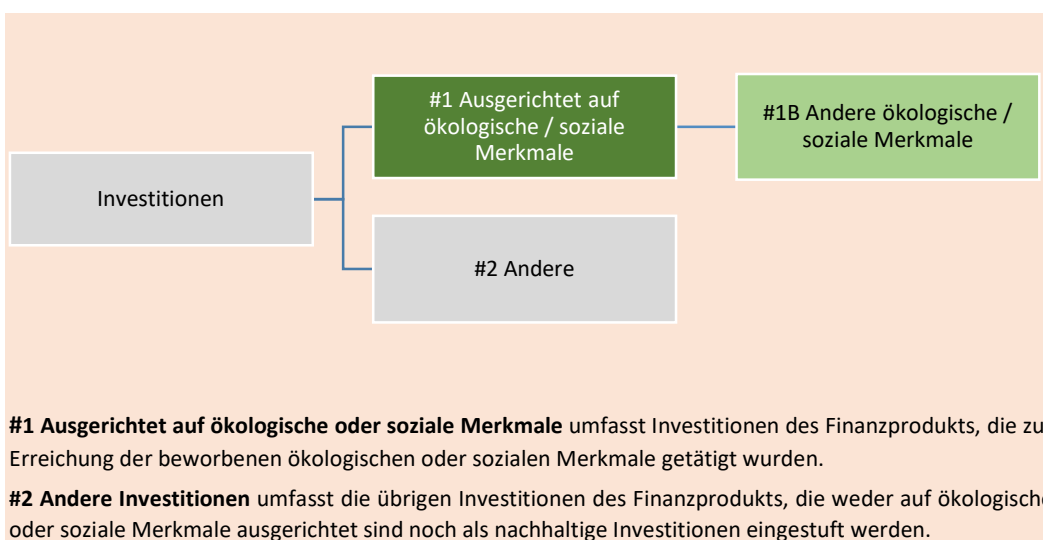 #1 Ausgerichtet auf
ökologische / soziale
Merkmale
#1B Andere ökologische /
soziale Merkmale
Investitionen
#2 Andere
#1 Ausgerichtet auf ökologische oder soziale Merkmale umfasst Investitionen des Finanzprodukts, die zu
Erreichung der beworbenen ökologischen oder sozialen Merkmale getätigt wurden.
#2 Andere Investitionen umfasst die übrigen Investitionen des Finanzprodukts, die weder auf ökologische
oder soziale Merkmale ausgerichtet sind noch als nachhaltige Investitionen eingestuft werden.